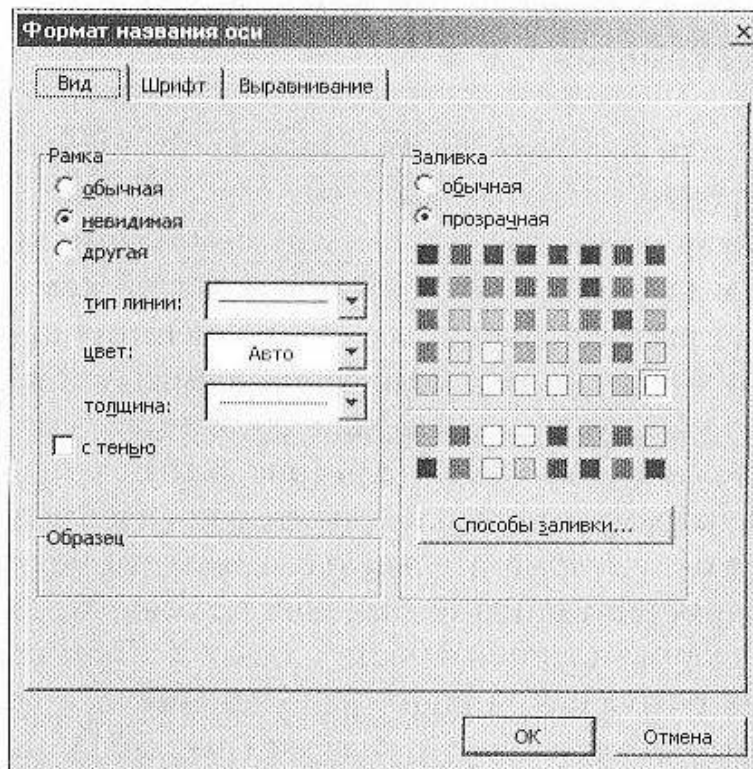 Формат названия оси
Вид Шрифт Выравнивание
Рамка
обычная
невидимая
другая
тип линии:
цвет: Авто
толщина:
с тенью
Образец
Заливка
обычная
прозрачная
Способы заливки...
ОК Отмена